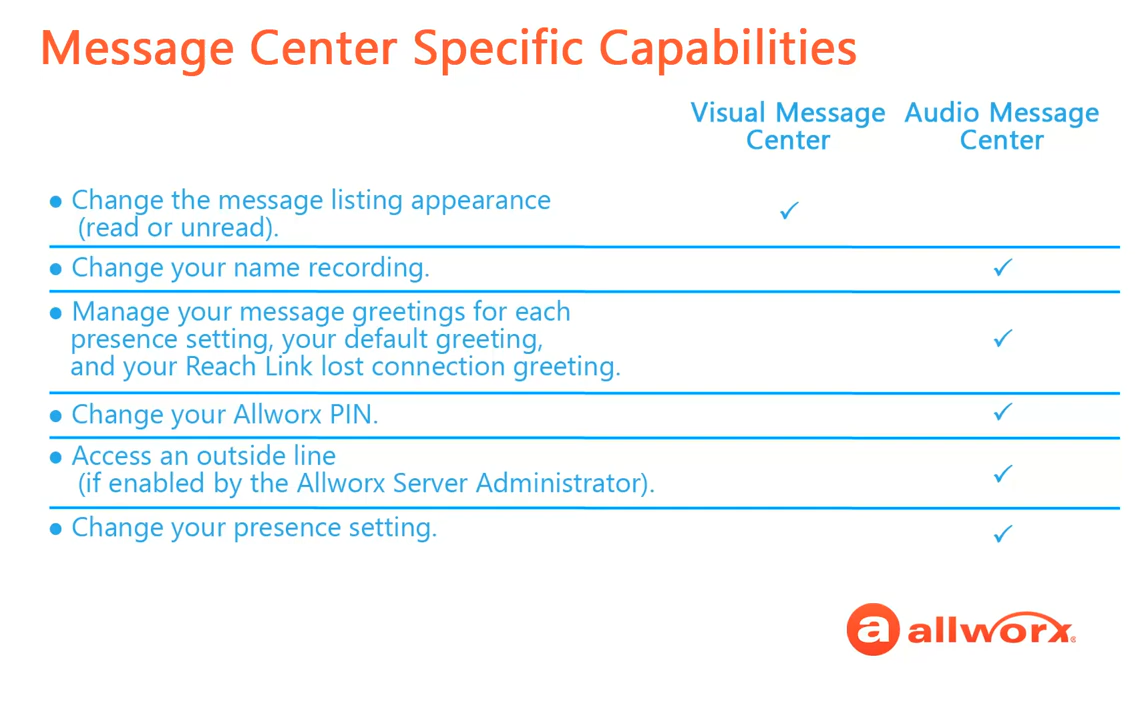 Message Center Specific Capabilities
Visual Message Audio Message
Center Center
● Change the message listing appearance
(read or unread). ✓
● Change your name recording. ✓
● Manage your message greetings for each
presence setting, your default greeting, ✓
and your Reach Link lost connection greeting.
● Change your Allworx PIN. ✓
● Access an outside line
(if enabled by the Allworx Server Administrator). ✓
● Change your presence setting. ✓
a allworx®